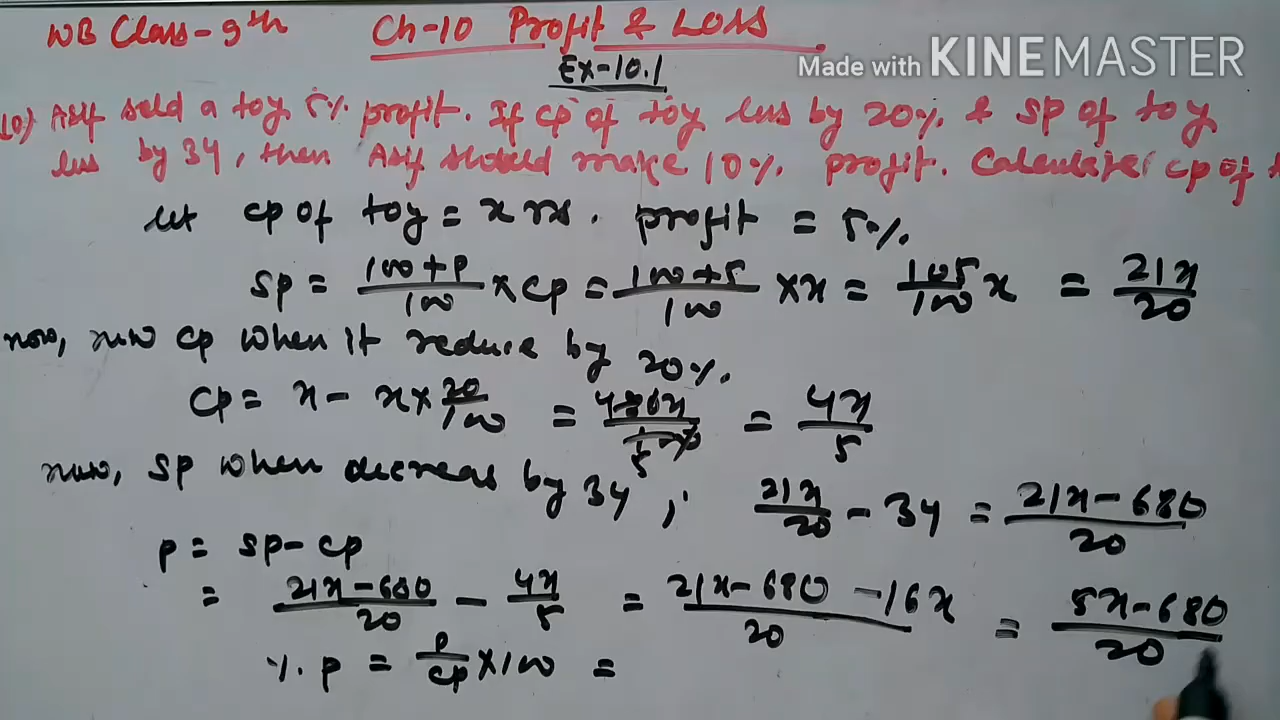 WB Class-9th Ch-10 Profit & Loss
Made with KINEMASTER
Ex-10.1
10) Asif sold a toy 5% profit. If cp of toy less by 20% & sp of toy
less by 34, then Asif should make 10% profit. Calculate cp of
let cp of toy = x rs. profit = 5%
sp = 100+P/100 × cp = 100+5/100 × x = 105/100 x = 21x/20
now, new cp when it reduce by 20%.
cp = x - x × 20/100 = = 4x/5
now, sp when decreas by 34, 21x/20 - 34 = 21x-680/20
p = sp-cp
= 21x-680/20 - 4x/5 = 21x-680-16x/20 = 5x-680/20
%p = p/cp × 100 =